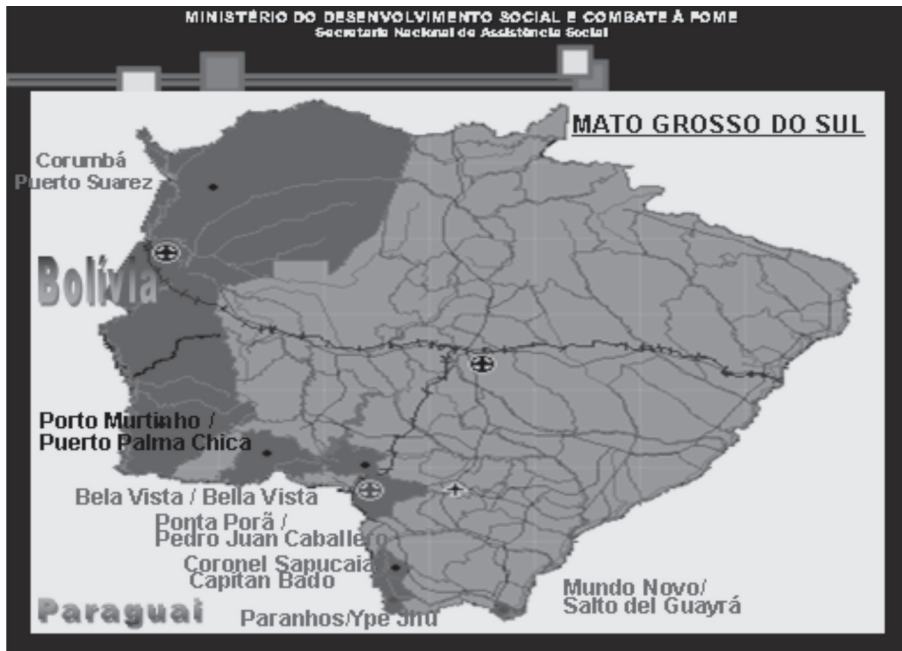 MINISTÉRIO DO DESENVOLVIMENTO SOCIAL E COMBATE À FOME
Secretaria Nacional de Assistência Social
MATO GROSSO DO SUL
Corumbá
Puerto Suarez
Bolívia
Porto Murtinho /
Puerto Palma Chica
Bela Vista / Bella Vista
Ponta Porã /
Pedro Juan Caballero
Coronel Sapucaia
Capitan Bado
Mundo Novo/
Salto del Guayrá
Paraguai
Paranhos/Ype Jhú